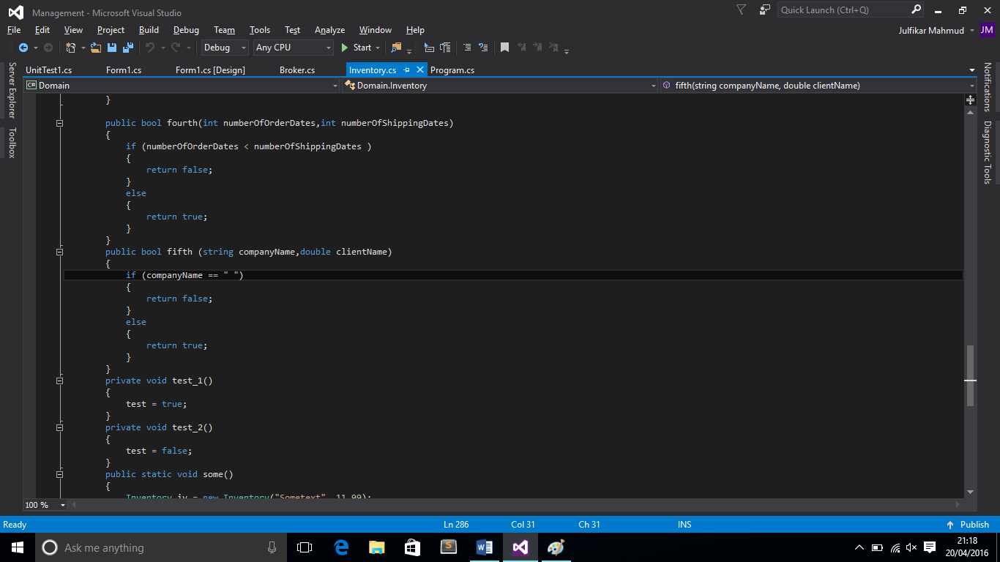 Management - Microsoft Visual Studio
Quick Launch (Ctrl+Q)
File Edit View Project Build Debug Team Tools Test Analyze Window Help
Julfikar Mahmud JM
Debug Any CPU Start
Server Explorer
Toolbox
Notifications
Diagnostic Tools
UnitTest1.cs Form1.cs Form1.cs [Design] Broker.cs Inventory.cs Program.cs
C# Domain Domain.Inventory fifth(string companyName, double clientName)
}
public bool fourth(int numberOfOrderDates,int numberOfShippingDates)
{
if (numberOfOrderDates < numberOfShippingDates )
{
return false;
}
else
{
return true;
}
}
public bool fifth (string companyName,double clientName)
{
if (companyName == " ")
{
return false;
}
else
{
return true;
}
}
private void test_1()
{
test = true;
}
private void test_2()
{
test = false;
}
public static void some()
{
Inventory iv = new Inventory("Sometext", 11.99);
100 %
Ready Ln 286 Col 31 Ch 31 INS Publish
Ask me anything
21:18
20/04/2016